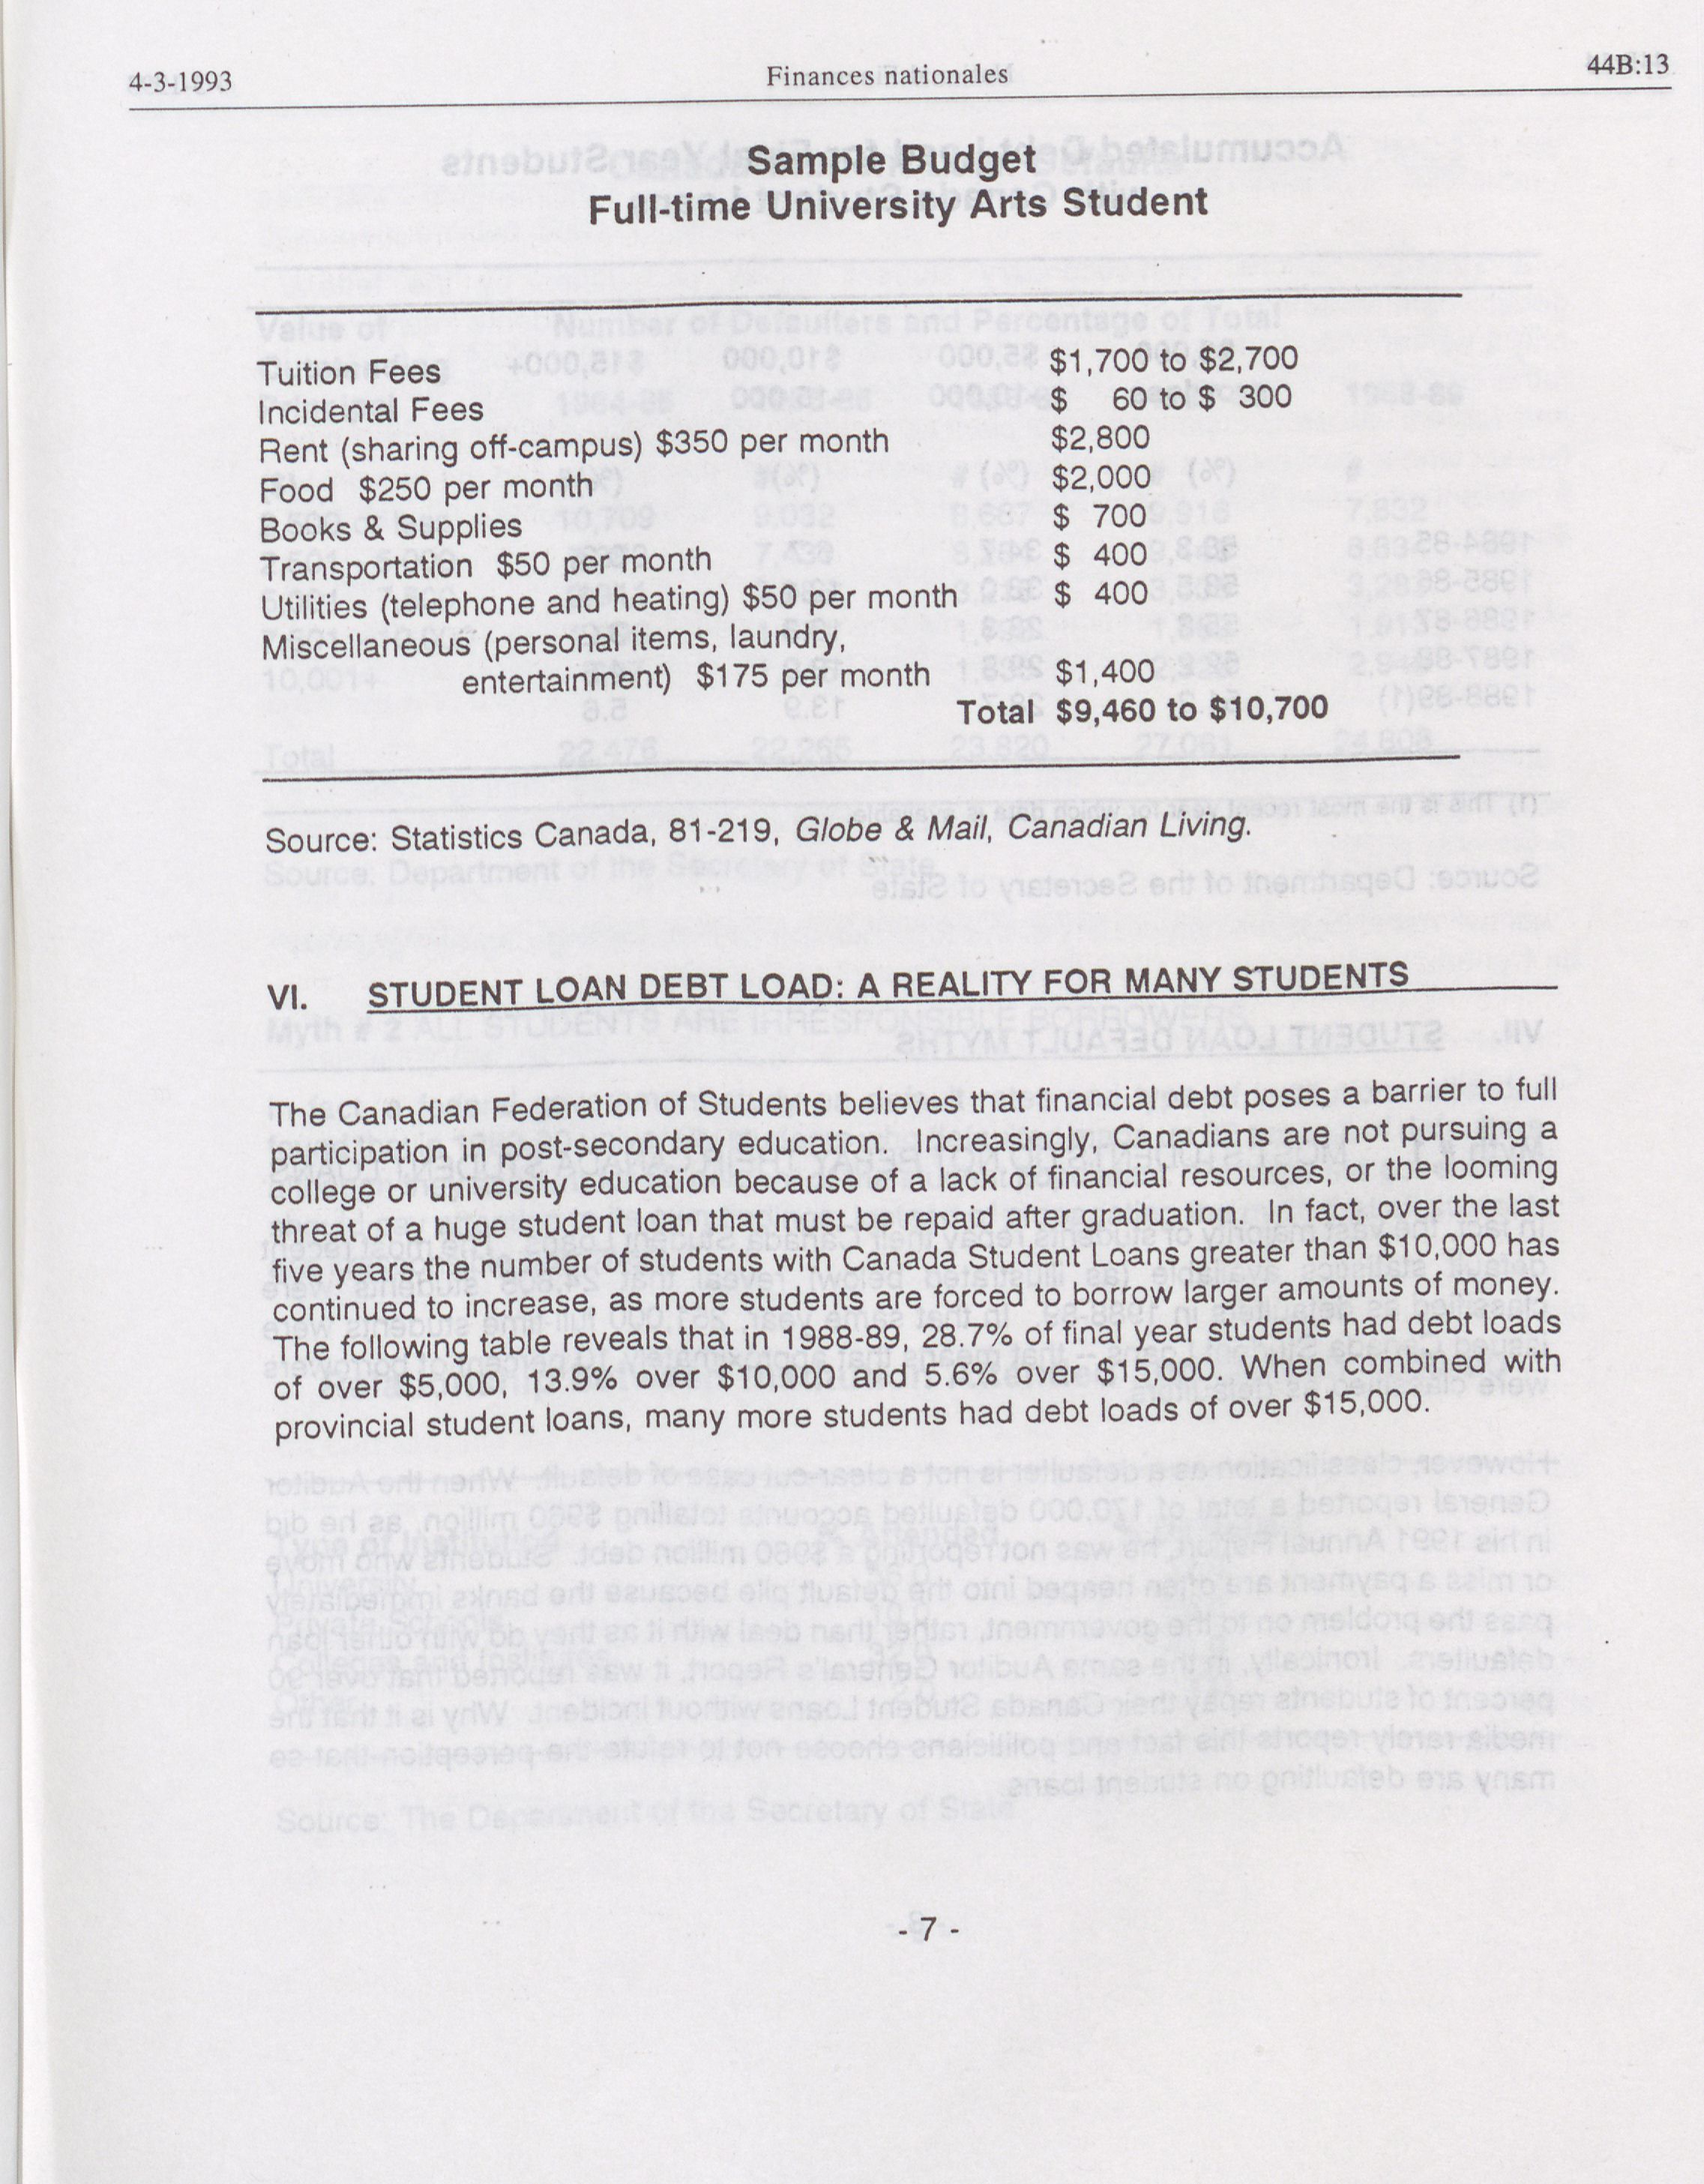 4-3-1993 Finances nationales 44B:13
Sample Budget
Full-time University Arts Student
Tuition Fees $1,700 to $2,700
Incidental Fees $ 60 to $ 300
Rent (sharing off-campus) $350 per month $2,800
Food $250 per month $2,000
Books & Supplies $ 700
Transportation $50 per month $ 400
Utilities (telephone and heating) $50 per month $ 400
Miscellaneous (personal items, laundry,
entertainment) $175 per month $1,400
Total $9,460 to $10,700
Source: Statistics Canada, 81-219, Globe & Mail, Canadian Living.
VI. STUDENT LOAN DEBT LOAD: A REALITY FOR MANY STUDENTS
The Canadian Federation of Students believes that financial debt poses a barrier to full
participation in post-secondary education. Increasingly, Canadians are not pursuing a
college or university education because of a lack of financial resources, or the looming
threat of a huge student loan that must be repaid after graduation. In fact, over the last
five years the number of students with Canada Student Loans greater than $10,000 has
continued to increase, as more students are forced to borrow larger amounts of money.
The following table reveals that in 1988-89, 28.7% of final year students had debt loads
of over $5,000, 13.9% over $10,000 and 5.6% over $15,000. When combined with
provincial student loans, many more students had debt loads of over $15,000.
- 7 -